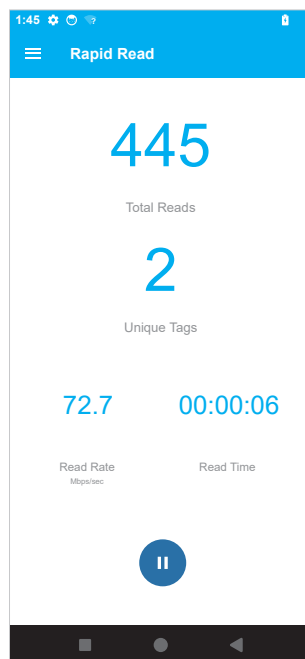 1:45
Rapid Read
445
Total Reads
2
Unique Tags
72.7 00:00:06
Read Rate Read Time
Mbps/sec